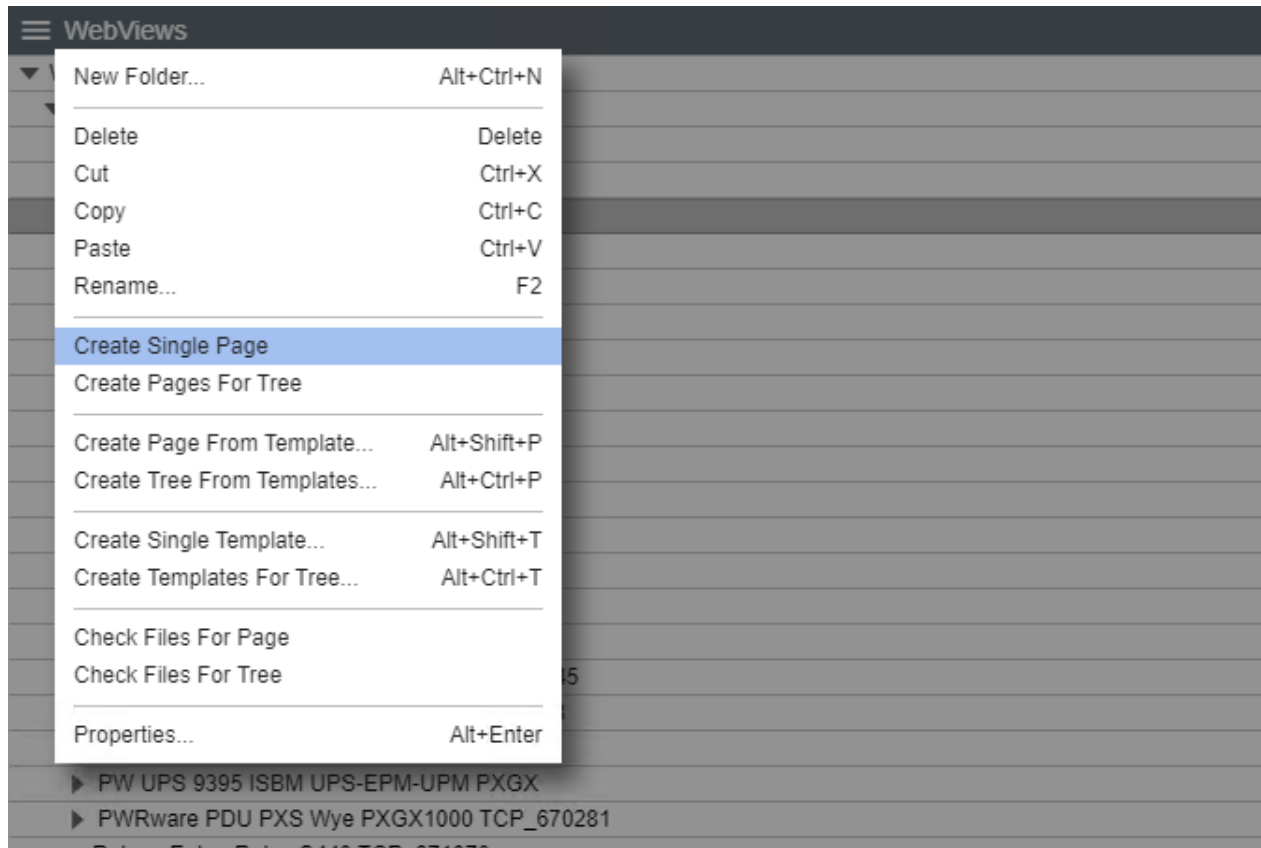 WebViews
New Folder... Alt+Ctrl+N
Delete Delete
Cut Ctrl+X
Copy Ctrl+C
Paste Ctrl+V
Rename... F2
Create Single Page
Create Pages For Tree
Create Page From Template... Alt+Shift+P
Create Tree From Templates... Alt+Ctrl+P
Create Single Template... Alt+Shift+T
Create Templates For Tree... Alt+Ctrl+T
Check Files For Page
Check Files For Tree
Properties... Alt+Enter
PW UPS 9395 ISBM UPS-EPM-UPM PXGX
PWRware PDU PXS Wye PXGX1000 TCP_670281